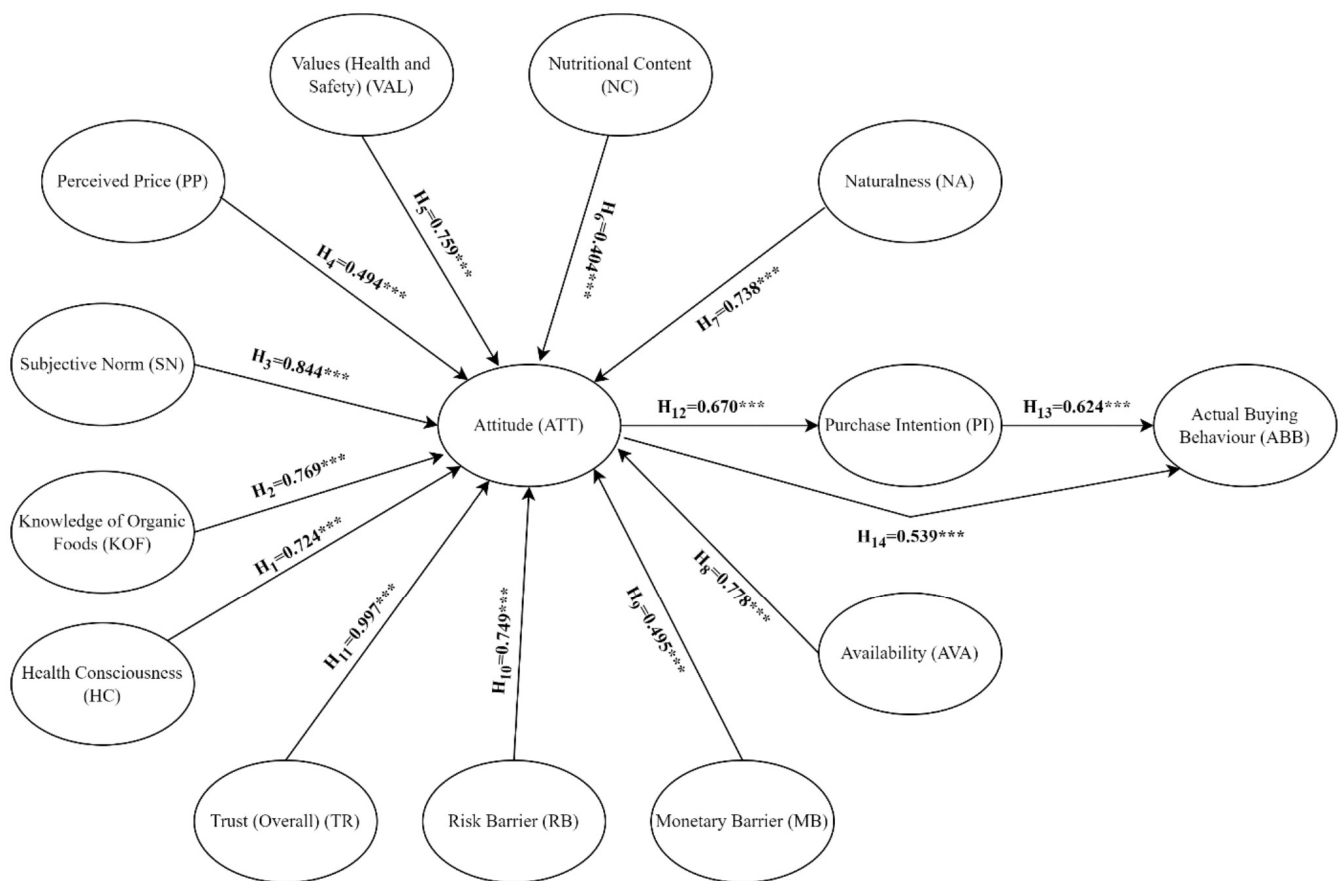 Values (Health and
Safety) (VAL)
Nutritional Content
(NC)
Perceived Price (PP)
Naturalness (NA)
H5=0.759***
H6=0.404***
H4=0.494***
H7=0.738***
Subjective Norm (SN)
H3=0.844***
Attitude (ATT)
H12=0.670***
Purchase Intention (PI)
H13=0.624***
Actual Buying
Behaviour (ABB)
H2=0.769***
Knowledge of Organic
Foods (KOF)
H1=0.724***
H14=0.539***
H8=0.778***
H11=0.997***
H10=0.749***
H9=0.495***
Health Consciousness
(HC)
Availability (AVA)
Trust (Overall) (TR)
Risk Barrier (RB)
Monetary Barrier (MB)